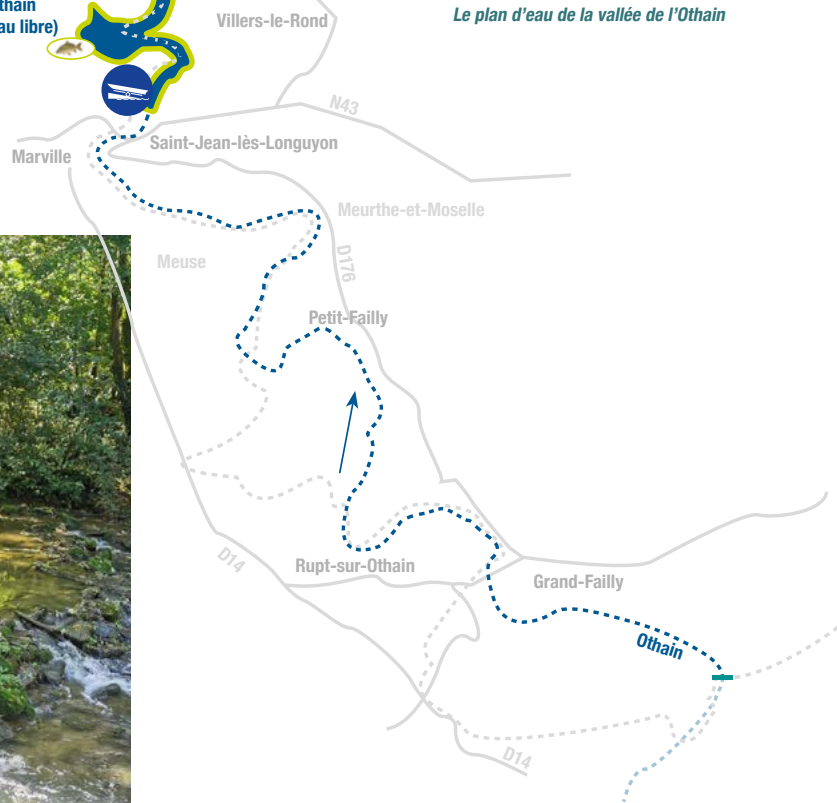 au libre)
Villers-le-Rond
Le plan d'eau de la vallée de l'Othain
N43
Saint-Jean-lès-Longuyon
Marville
Meurthe-et-Moselle
Meuse
D176
Petit-Failly
D14
Rupt-sur-Othain
Grand-Failly
Othain
D14